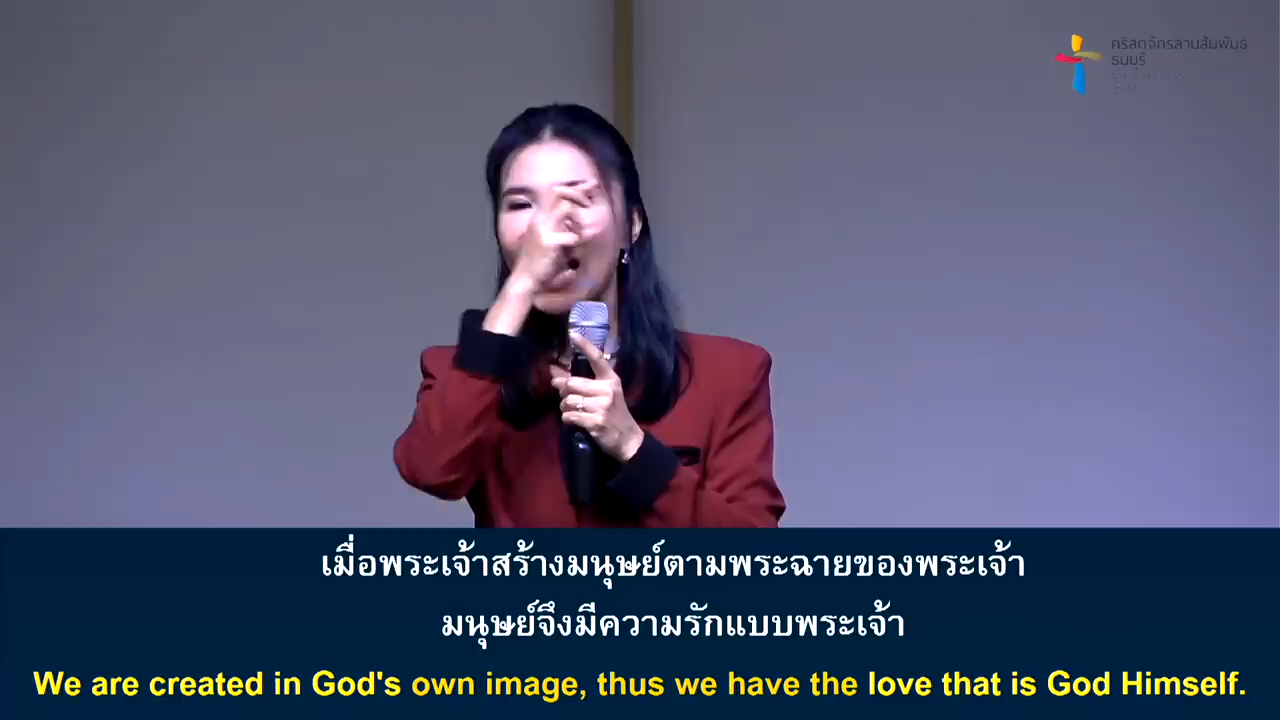 คริสตจักรสานสัมพันธ์
ธนบุรี
เมื่อพระเจ้าสร้างมนุษย์ตามพระฉายของพระเจ้า
มนุษย์จึงมีความรักแบบพระเจ้า
We are created in God's own image, thus we have the love that is God Himself.